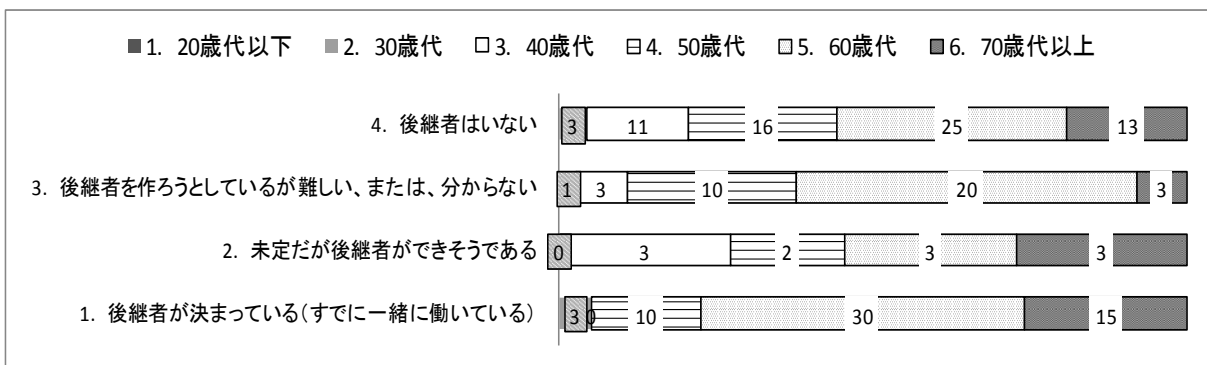 1. 20歳代以下 2. 30歳代 3. 40歳代 4. 50歳代 5. 60歳代 6. 70歳代以上
4. 後継者はいない 3 11 16 25 13
3. 後継者を作ろうとしているが難しい、または、分からない 1 3 10 20 3
2. 未定だが後継者ができそうである 0 3 2 3 3
1. 後継者が決まっている(すでに一緒に働いている) 3 0 10 30 15